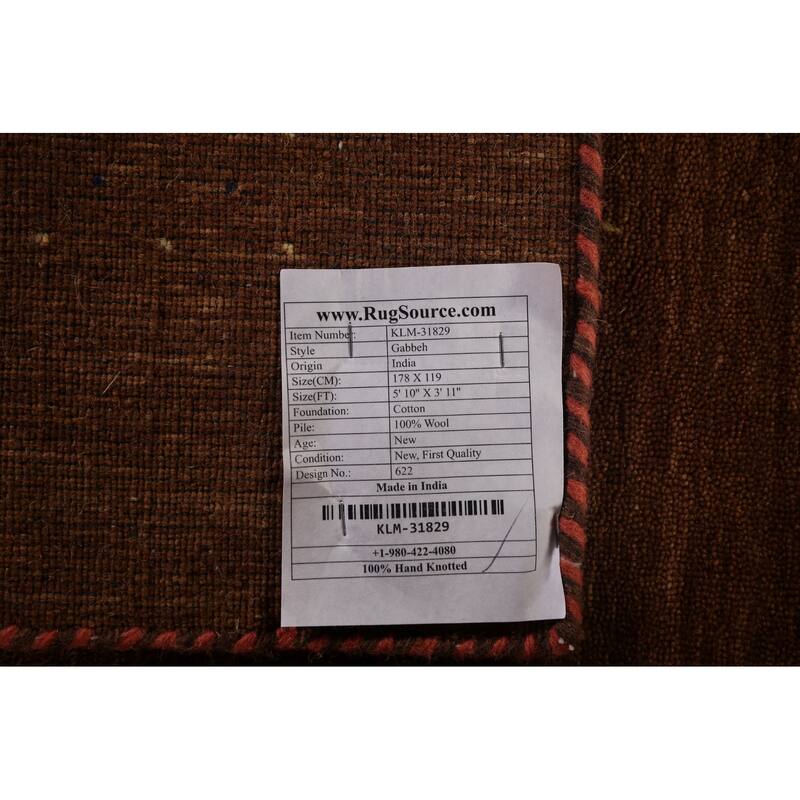 www.RugSource.com
Item Number: KLM-31829
Style Gabbeh
Origin India
Size(CM): 178 X 119
Size(FT): 5' 10" X 3' 11"
Foundation: Cotton
Pile: 100% Wool
Age: New
Condition: New, First Quality
Design No.: 622
Made in India
KLM-31829
+1-980-422-4080
100% Hand Knotted